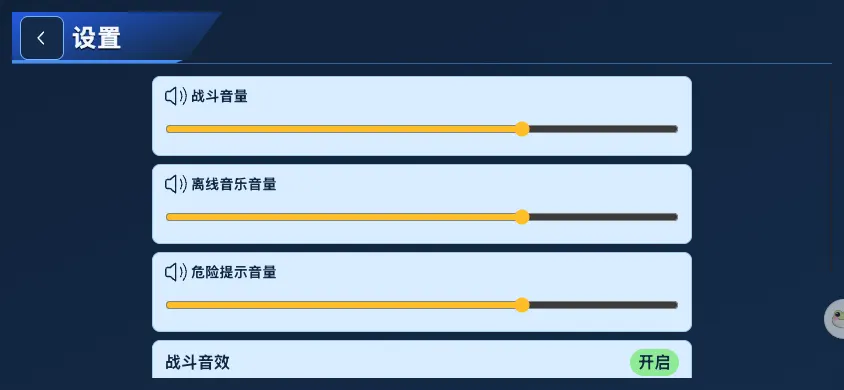 设置
战斗音量
离线音乐音量
危险提示音量
战斗音效 开启